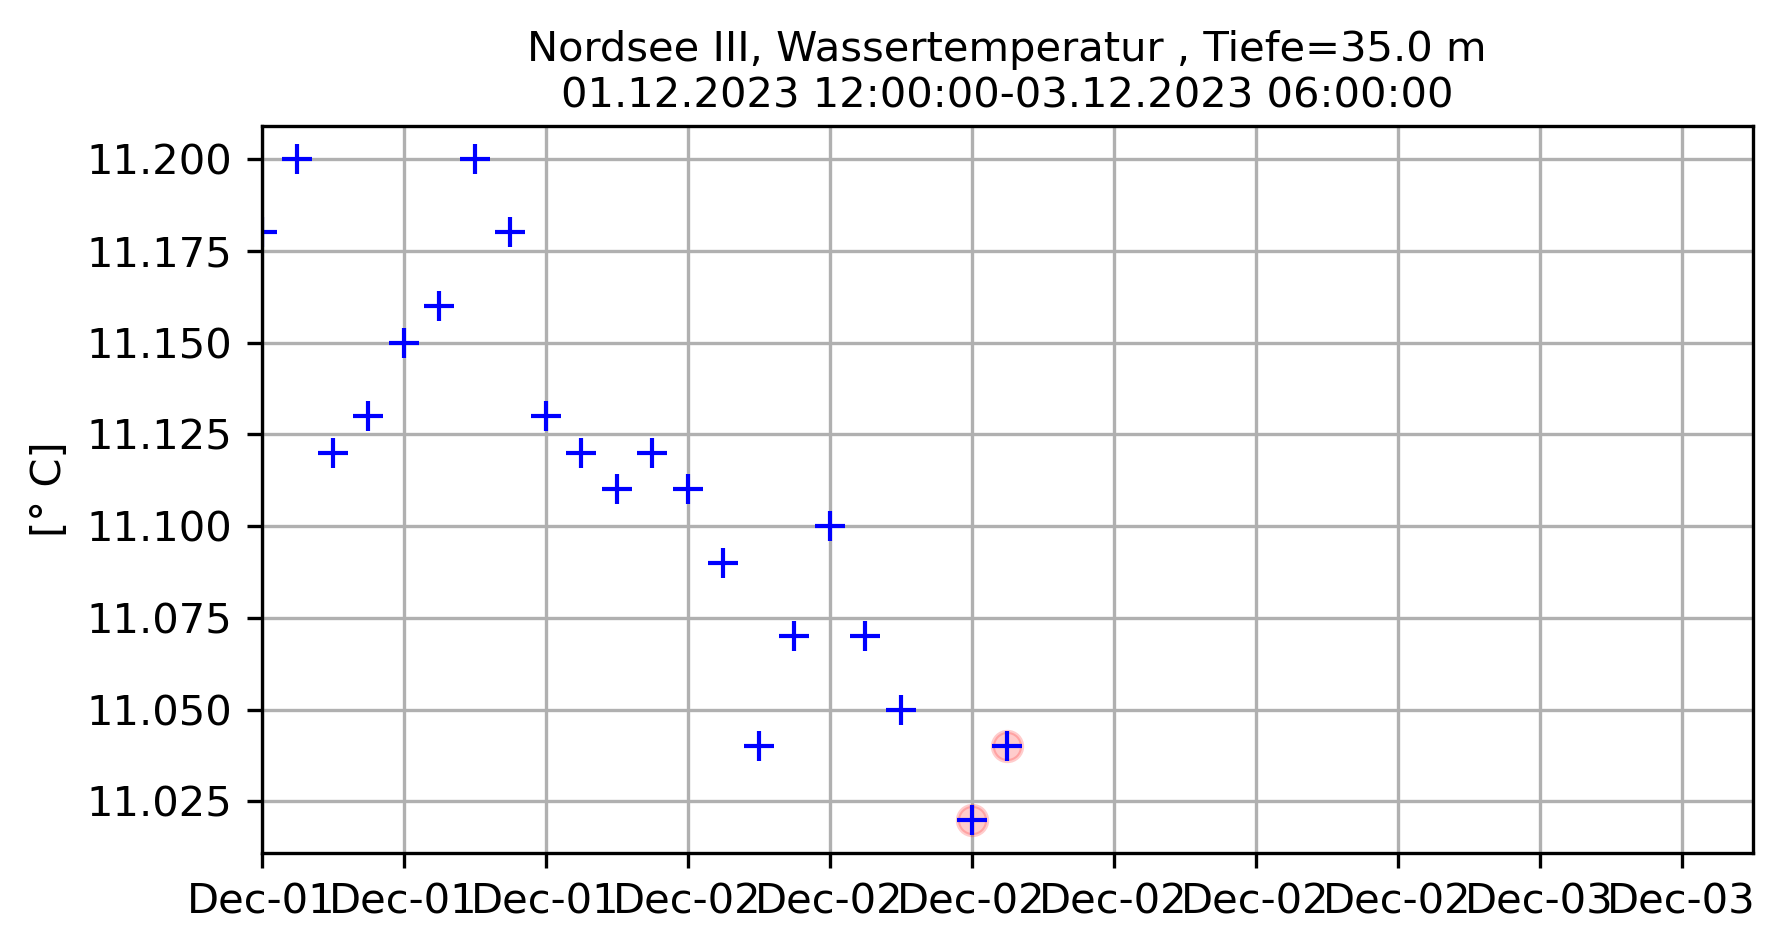 Nordsee III, Wassertemperatur , Tiefe=35.0 m
01.12.2023 12:00:00-03.12.2023 06:00:00
11.200
11.175
11.150
11.125
11.100
11.075
11.050
11.025
[° C]
Dec-01 Dec-01 Dec-01 Dec-02 Dec-02 Dec-02 Dec-02 Dec-02 Dec-02 Dec-03 Dec-03